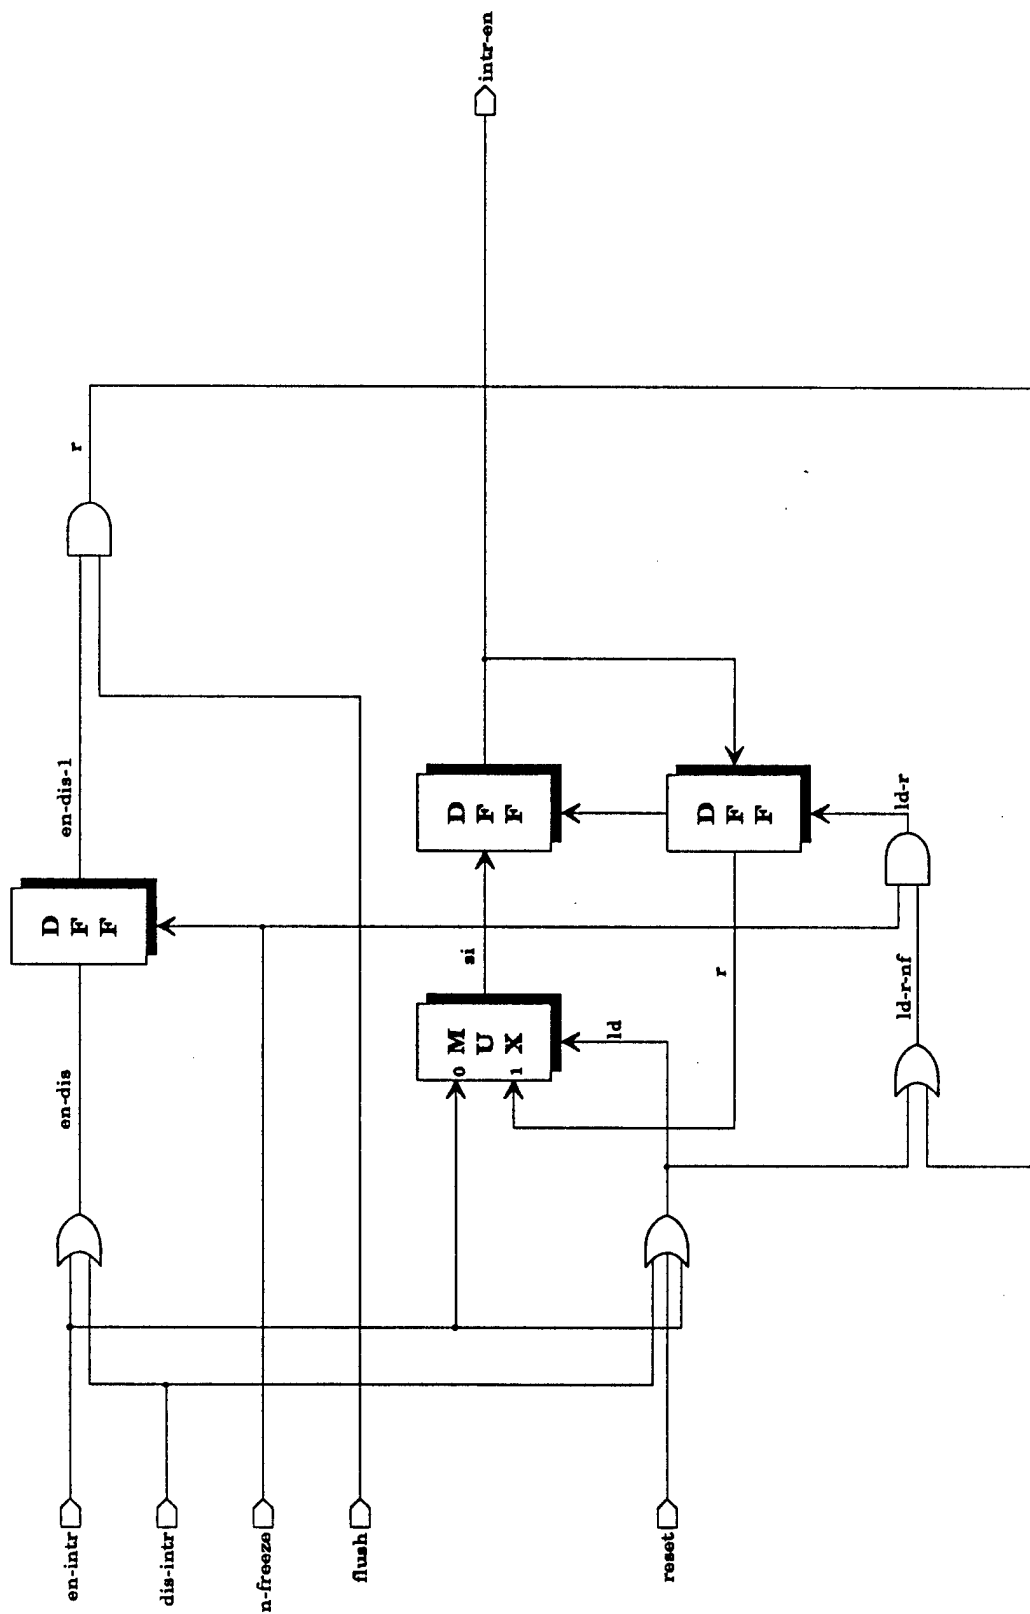 en-intr
dis-intr
n-freeze
flush
reset
en-dis
D
F
F
en-dis-1
r
0 M
U
1 X
ld
si
D
F
F
r
D
F
F
ld-r-nf
ld-r
intr-en